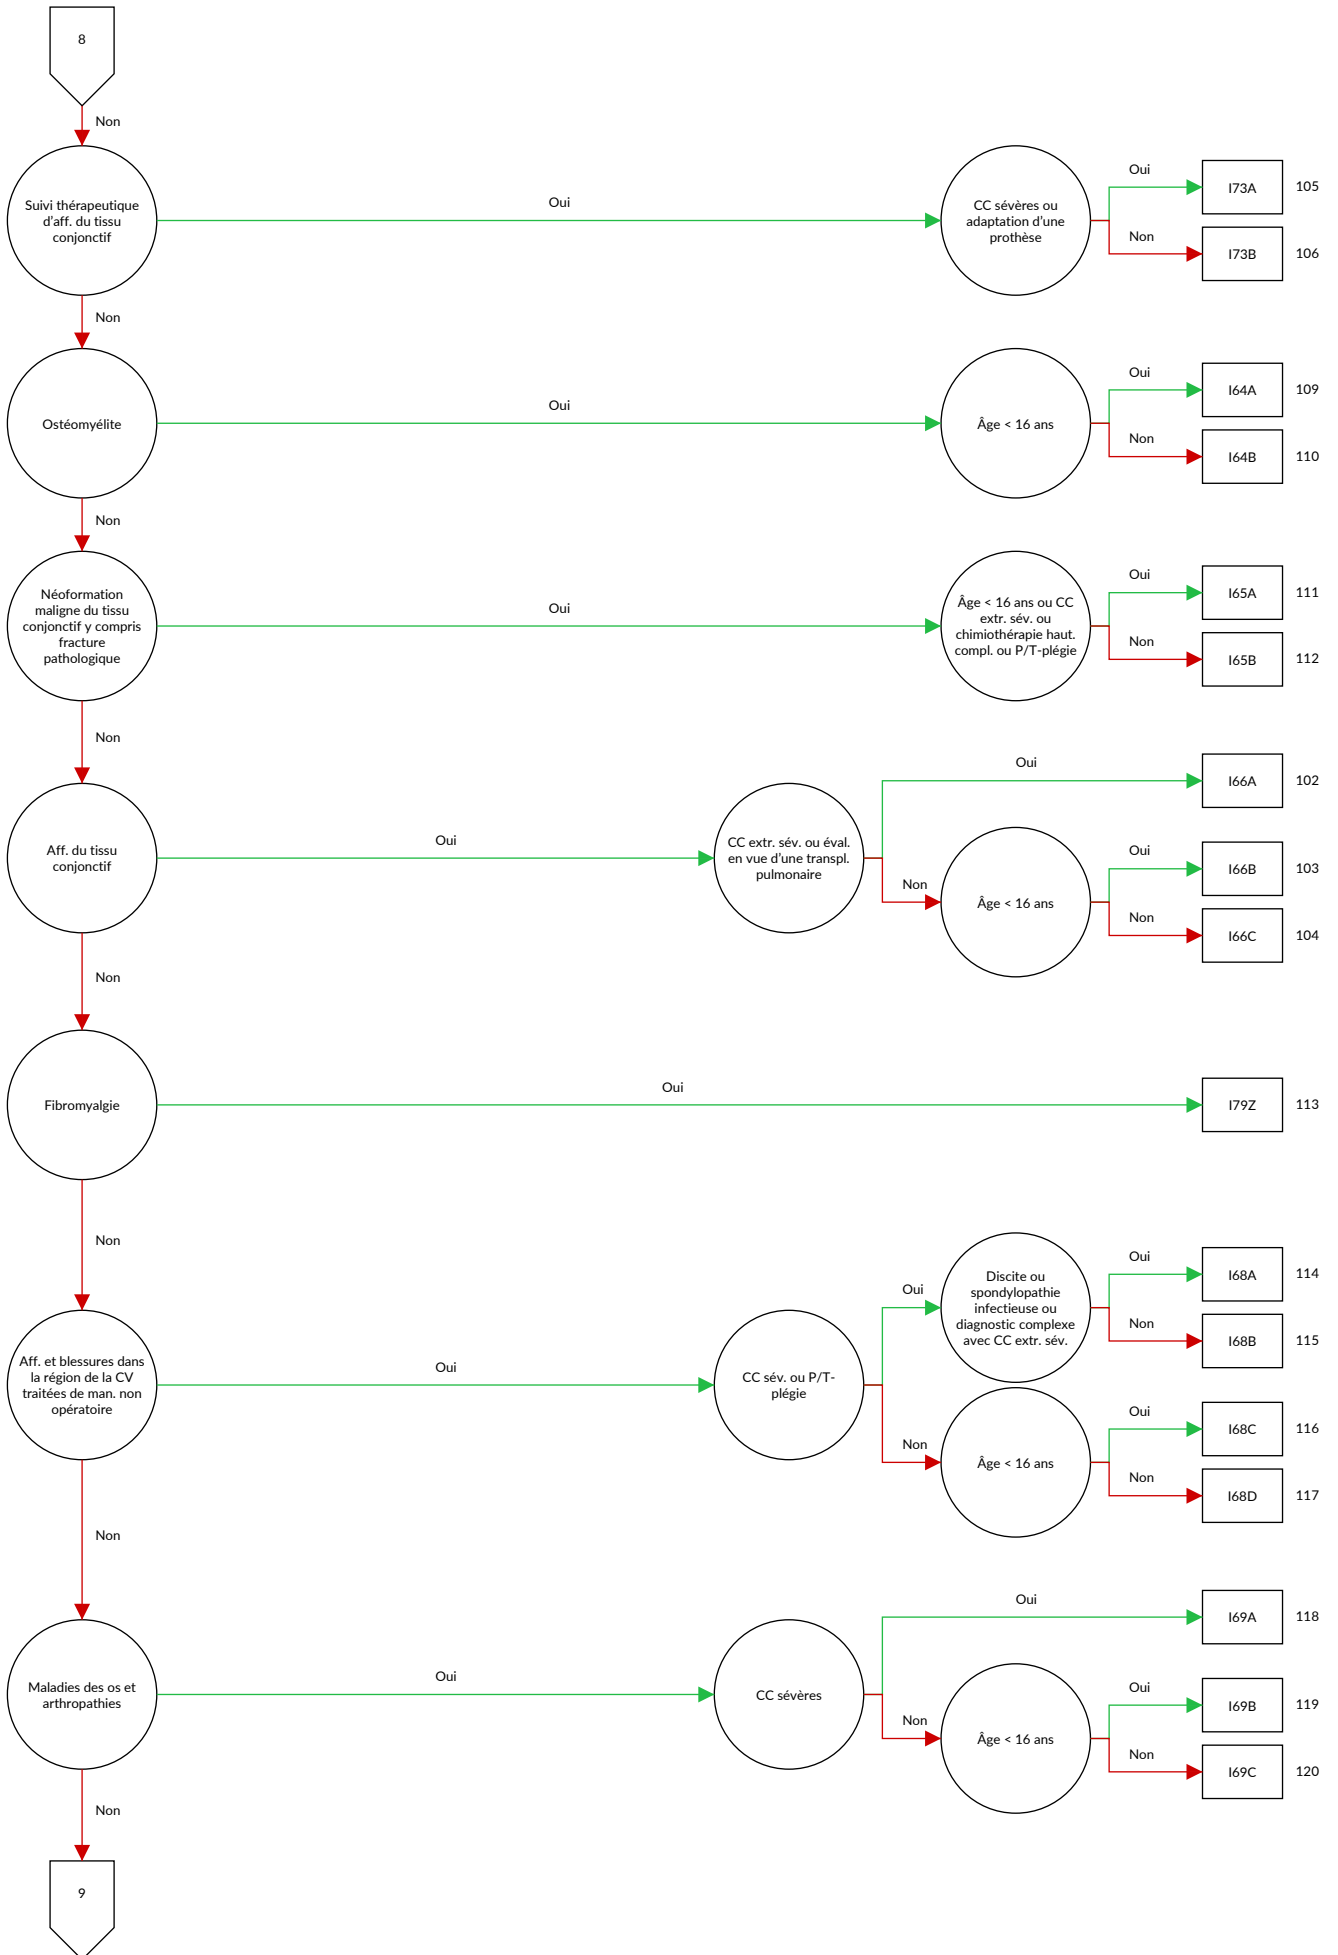 8
Non
Suivi thérapeutique
d'aff. du tissu
conjonctif
Oui
CC sévères ou
adaptation d'une
prothèse
Oui
I73A
105
Non
I73B
106
Non
Ostéomyélite
Oui
Âge < 16 ans
Oui
I64A
109
Non
I64B
110
Non
Néoformation
maligne du tissu
conjonctif y compris
fracture
pathologique
Oui
Âge < 16 ans ou CC
extr. sév. ou
chimiothérapie haut.
compl. ou P/T-plégie
Oui
I65A
111
Non
I65B
112
Non
Aff. du tissu
conjonctif
Oui
CC extr. sév. ou éval.
en vue d'une transpl.
pulmonaire
Oui
I66A
102
Non
Âge < 16 ans
Oui
I66B
103
Non
I66C
104
Non
Fibromyalgie
Oui
I79Z
113
Non
Aff. et blessures dans
la région de la CV
traitées de man. non
opératoire
Oui
CC sév. ou P/T-
plégie
Oui
Discite ou
spondylopathie
infectieuse ou
diagnostic complexe
avec CC extr. sév.
Oui
I68A
114
Non
I68B
115
Non
Âge < 16 ans
Oui
I68C
116
Non
I68D
117
Non
Maladies des os et
arthropathies
Oui
CC sévères
Oui
I69A
118
Non
Âge < 16 ans
Oui
I69B
119
Non
I69C
120
Non
9